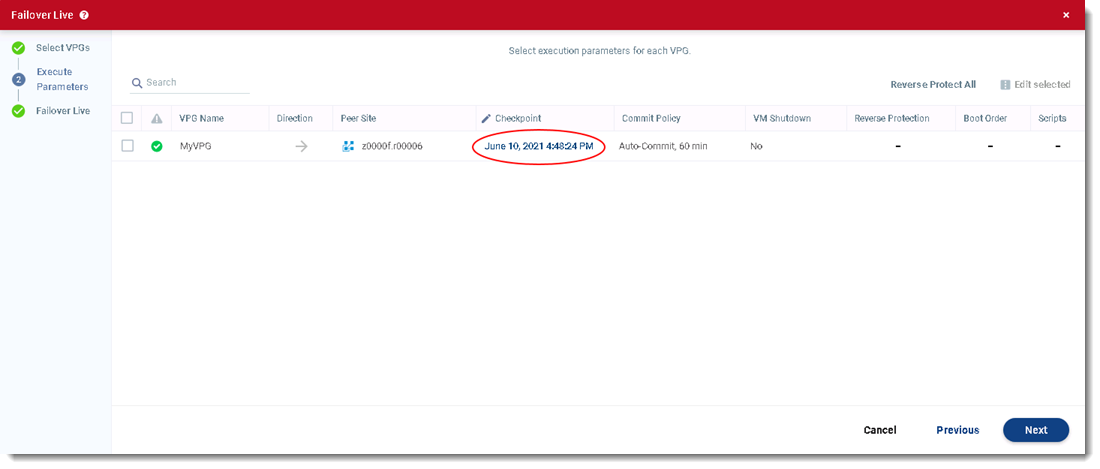 Failover Live ?
×
Select VPGs
2 Execute
Parameters
Failover Live
Select execution parameters for each VPG.
Search
Reverse Protect All
Edit selected
VPG Name Direction Peer Site Checkpoint Commit Policy VM Shutdown Reverse Protection Boot Order Scripts
MyVPG z0000f.r00006 June 10, 2021 4:48:24 PM Auto-Commit, 60 min No – – –
Cancel Previous Next